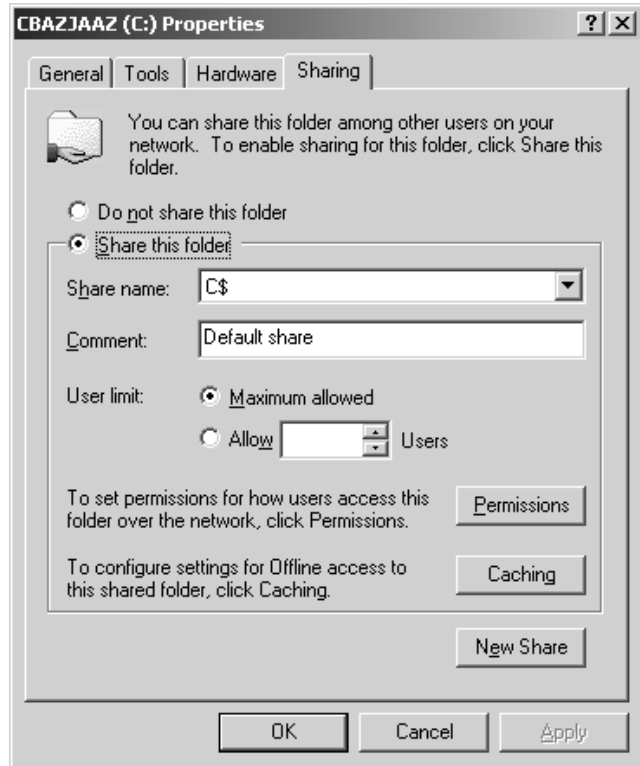 CBAZJAAZ (C:) Properties
General Tools Hardware Sharing
You can share this folder among other users on your
network. To enable sharing for this folder, click Share this
folder.
Do not share this folder
Share this folder
Share name: C$
Comment: Default share
User limit: Maximum allowed
Allow Users
To set permissions for how users access this
folder over the network, click Permissions.
Permissions
To configure settings for Offline access to
this shared folder, click Caching.
Caching
New Share
OK Cancel Apply